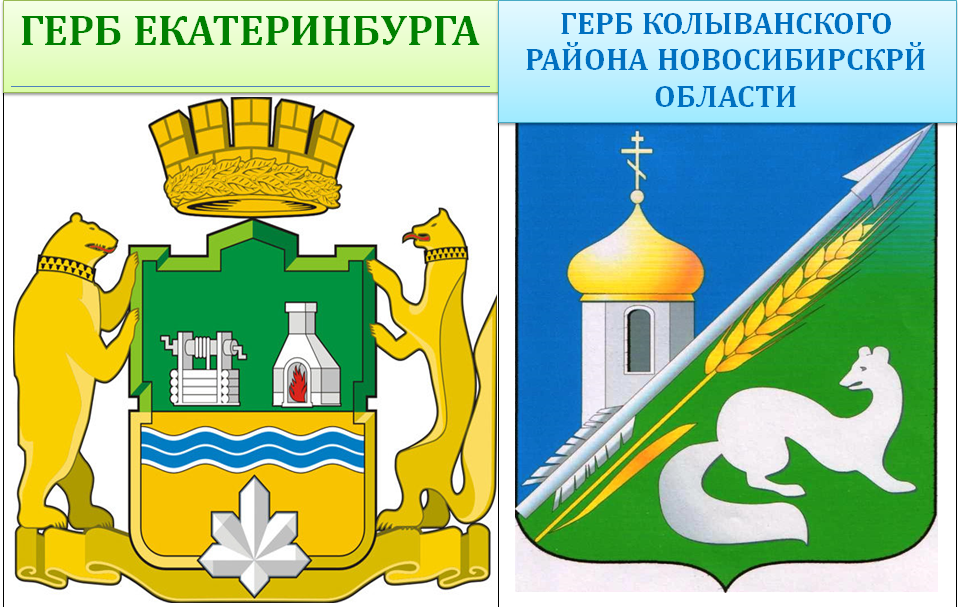 ГЕРБ ЕКАТЕРИНБУРГА
ГЕРБ КОЛЫВАНСКОГО
РАЙОНА НОВОСИБИРСКРЙ
ОБЛАСТИ